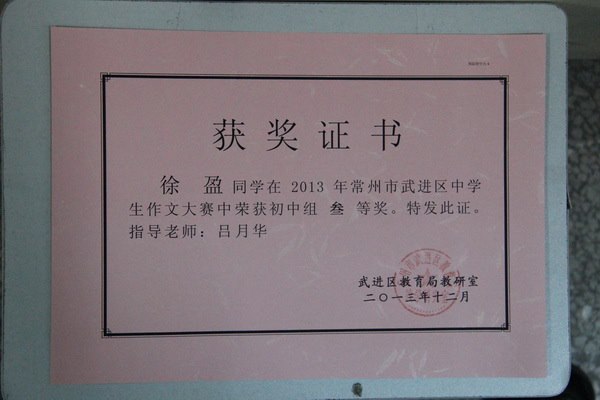 获奖证书
徐 盈 同学在 2013 年常州市武进区中学
生作文大赛中荣获初中组 叁 等奖。特发此证。
指导老师：吕月华
武进区教育局教研室
二〇一三年十二月